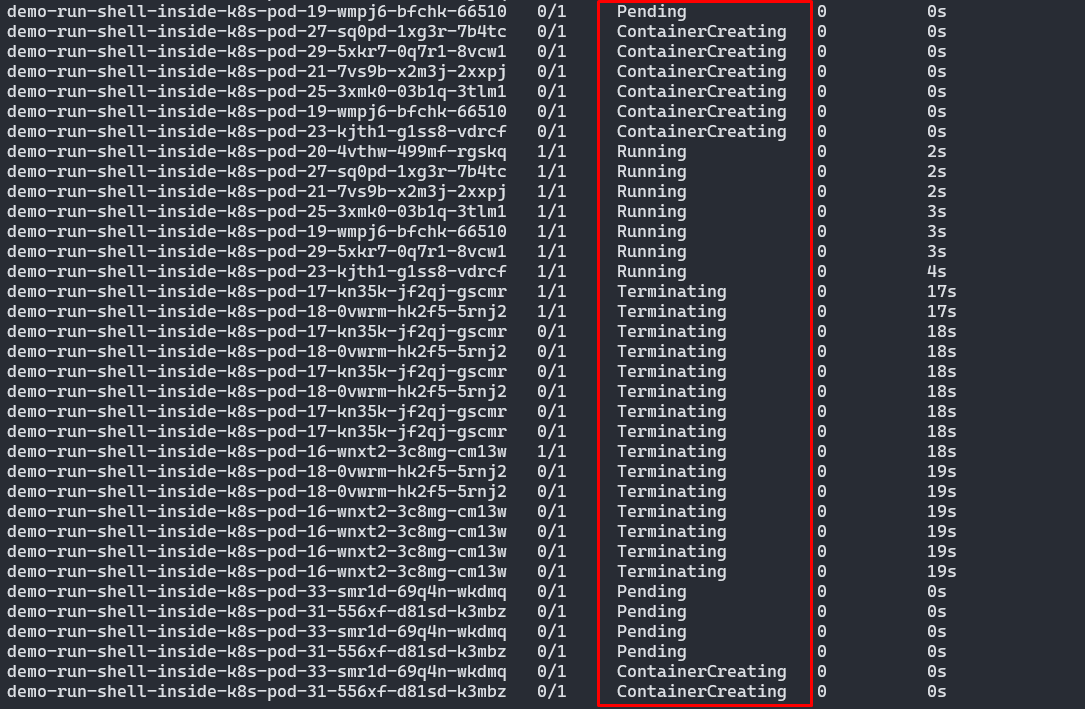 demo-run-shell-inside-k8s-pod-19-wmpj6-bfchk-66510 0/1 Pending 0 0s
demo-run-shell-inside-k8s-pod-27-sq0pd-1xg3r-7b4tc 0/1 ContainerCreating 0 0s
demo-run-shell-inside-k8s-pod-29-5xkr7-0q7r1-8vcw1 0/1 ContainerCreating 0 0s
demo-run-shell-inside-k8s-pod-21-7vs9b-x2m3j-2xxpj 0/1 ContainerCreating 0 0s
demo-run-shell-inside-k8s-pod-25-3xmk0-03b1q-3tlm1 0/1 ContainerCreating 0 0s
demo-run-shell-inside-k8s-pod-19-wmpj6-bfchk-66510 0/1 ContainerCreating 0 0s
demo-run-shell-inside-k8s-pod-23-kjth1-g1ss8-vdrcf 0/1 ContainerCreating 0 0s
demo-run-shell-inside-k8s-pod-20-4vthw-499mf-rgskq 1/1 Running 0 2s
demo-run-shell-inside-k8s-pod-27-sq0pd-1xg3r-7b4tc 1/1 Running 0 2s
demo-run-shell-inside-k8s-pod-21-7vs9b-x2m3j-2xxpj 1/1 Running 0 2s
demo-run-shell-inside-k8s-pod-25-3xmk0-03b1q-3tlm1 1/1 Running 0 3s
demo-run-shell-inside-k8s-pod-19-wmpj6-bfchk-66510 1/1 Running 0 3s
demo-run-shell-inside-k8s-pod-29-5xkr7-0q7r1-8vcw1 1/1 Running 0 3s
demo-run-shell-inside-k8s-pod-23-kjth1-g1ss8-vdrcf 1/1 Running 0 4s
demo-run-shell-inside-k8s-pod-17-kn35k-jf2qj-gscmr 1/1 Terminating 0 17s
demo-run-shell-inside-k8s-pod-18-0vwrm-hk2f5-5rnj2 1/1 Terminating 0 17s
demo-run-shell-inside-k8s-pod-17-kn35k-jf2qj-gscmr 0/1 Terminating 0 18s
demo-run-shell-inside-k8s-pod-18-0vwrm-hk2f5-5rnj2 0/1 Terminating 0 18s
demo-run-shell-inside-k8s-pod-17-kn35k-jf2qj-gscmr 0/1 Terminating 0 18s
demo-run-shell-inside-k8s-pod-18-0vwrm-hk2f5-5rnj2 0/1 Terminating 0 18s
demo-run-shell-inside-k8s-pod-17-kn35k-jf2qj-gscmr 0/1 Terminating 0 18s
demo-run-shell-inside-k8s-pod-17-kn35k-jf2qj-gscmr 0/1 Terminating 0 18s
demo-run-shell-inside-k8s-pod-16-wnxt2-3c8mg-cm13w 1/1 Terminating 0 18s
demo-run-shell-inside-k8s-pod-18-0vwrm-hk2f5-5rnj2 0/1 Terminating 0 19s
demo-run-shell-inside-k8s-pod-18-0vwrm-hk2f5-5rnj2 0/1 Terminating 0 19s
demo-run-shell-inside-k8s-pod-16-wnxt2-3c8mg-cm13w 0/1 Terminating 0 19s
demo-run-shell-inside-k8s-pod-16-wnxt2-3c8mg-cm13w 0/1 Terminating 0 19s
demo-run-shell-inside-k8s-pod-16-wnxt2-3c8mg-cm13w 0/1 Terminating 0 19s
demo-run-shell-inside-k8s-pod-16-wnxt2-3c8mg-cm13w 0/1 Terminating 0 19s
demo-run-shell-inside-k8s-pod-33-smr1d-69q4n-wkdmq 0/1 Pending 0 0s
demo-run-shell-inside-k8s-pod-31-556xf-d81sd-k3mbz 0/1 Pending 0 0s
demo-run-shell-inside-k8s-pod-33-smr1d-69q4n-wkdmq 0/1 Pending 0 0s
demo-run-shell-inside-k8s-pod-31-556xf-d81sd-k3mbz 0/1 Pending 0 0s
demo-run-shell-inside-k8s-pod-33-smr1d-69q4n-wkdmq 0/1 ContainerCreating 0 0s
demo-run-shell-inside-k8s-pod-31-556xf-d81sd-k3mbz 0/1 ContainerCreating 0 0s